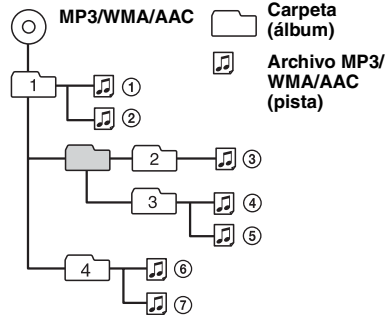 MP3/WMA/AAC
Carpeta
(álbum)
Archivo MP3/
WMA/AAC
(pista)
1
①
②
2
③
3
④
⑤
4
⑥
⑦